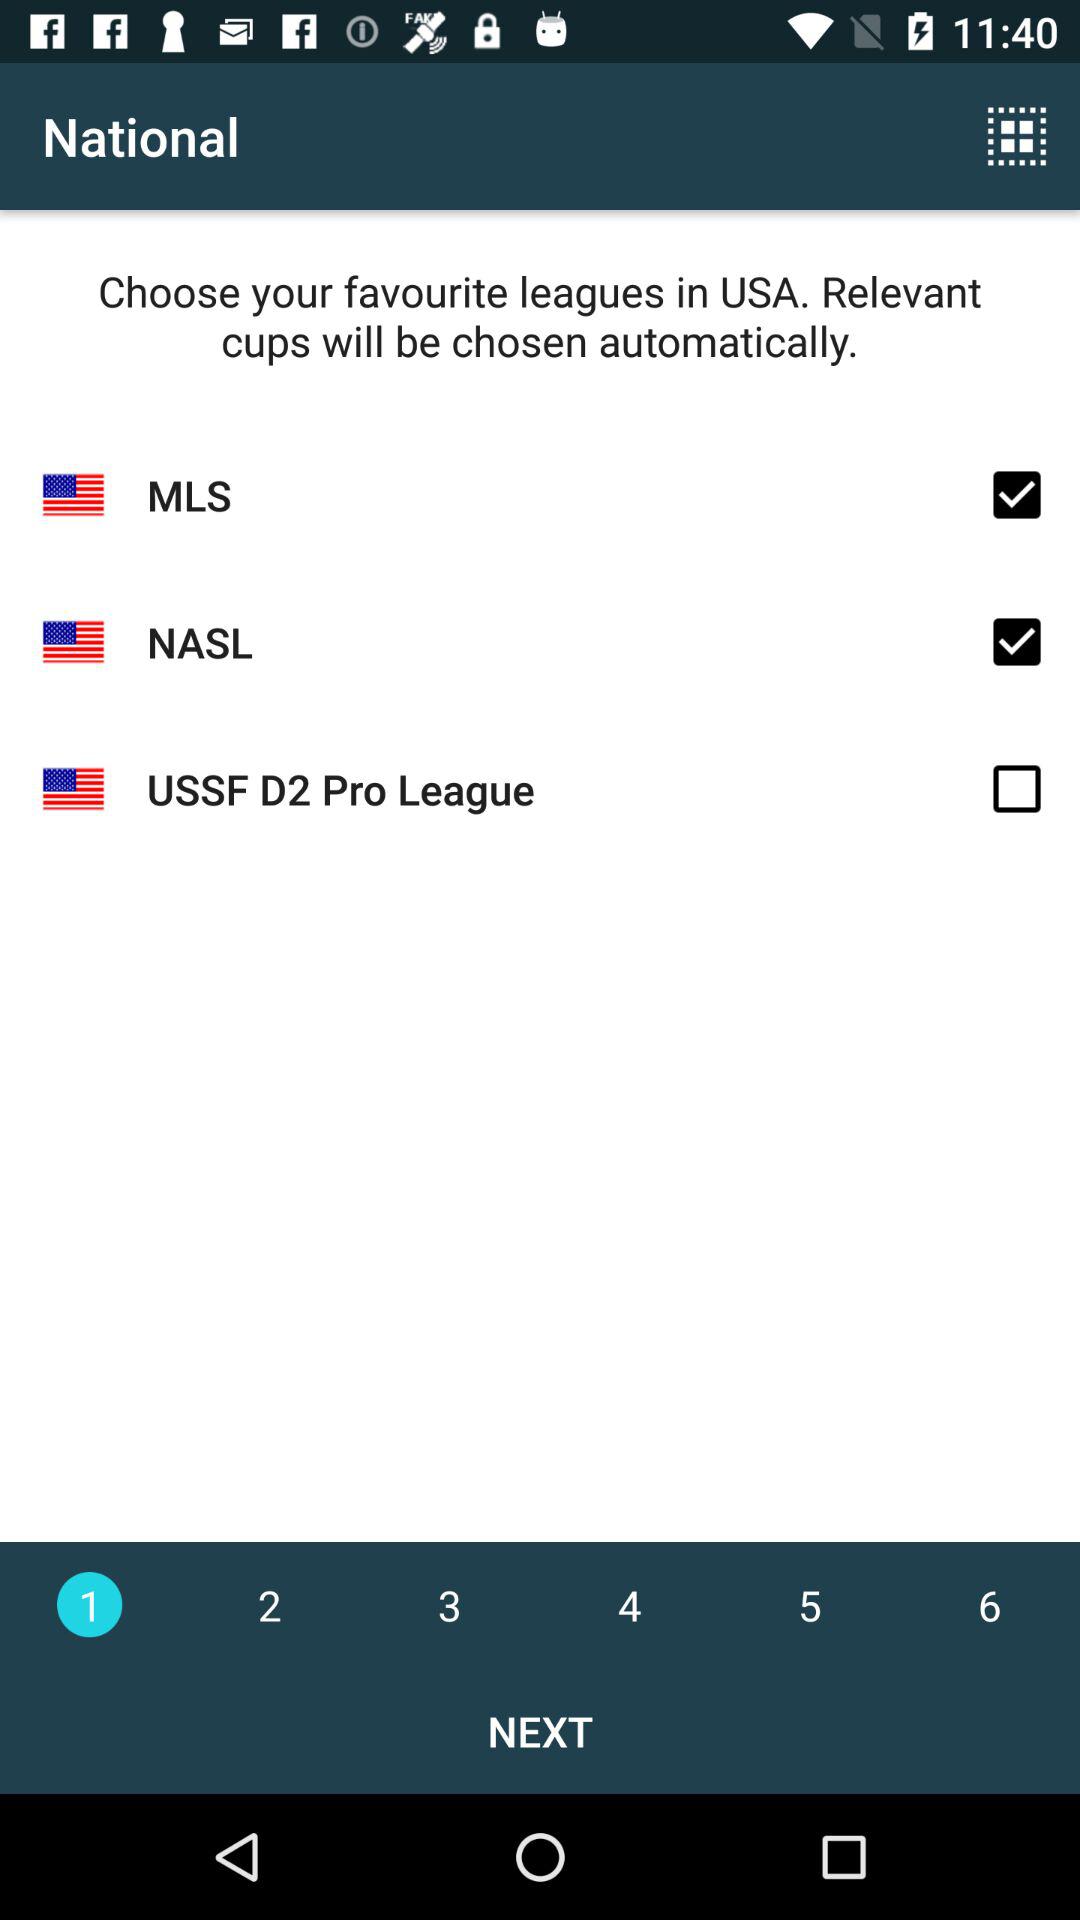 FAKE
11:40
National
Choose your favourite leagues in USA. Relevant
cups will be chosen automatically.
MLS
NASL
USSF D2 Pro League
1 2 3 4 5 6
NEXT